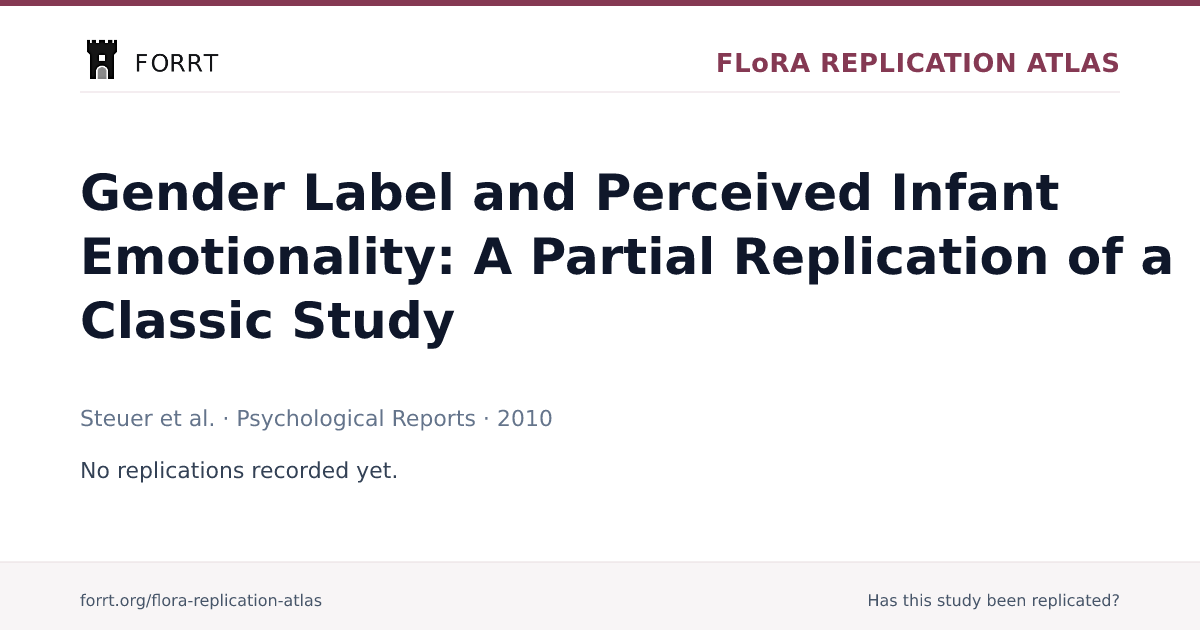 FORRT
FLoRA REPLICATION ATLAS
Gender Label and Perceived Infant
Emotionality: A Partial Replication of a
Classic Study
Steuer et al. · Psychological Reports · 2010
No replications recorded yet.
forrt.org/flora-replication-atlas
Has this study been replicated?